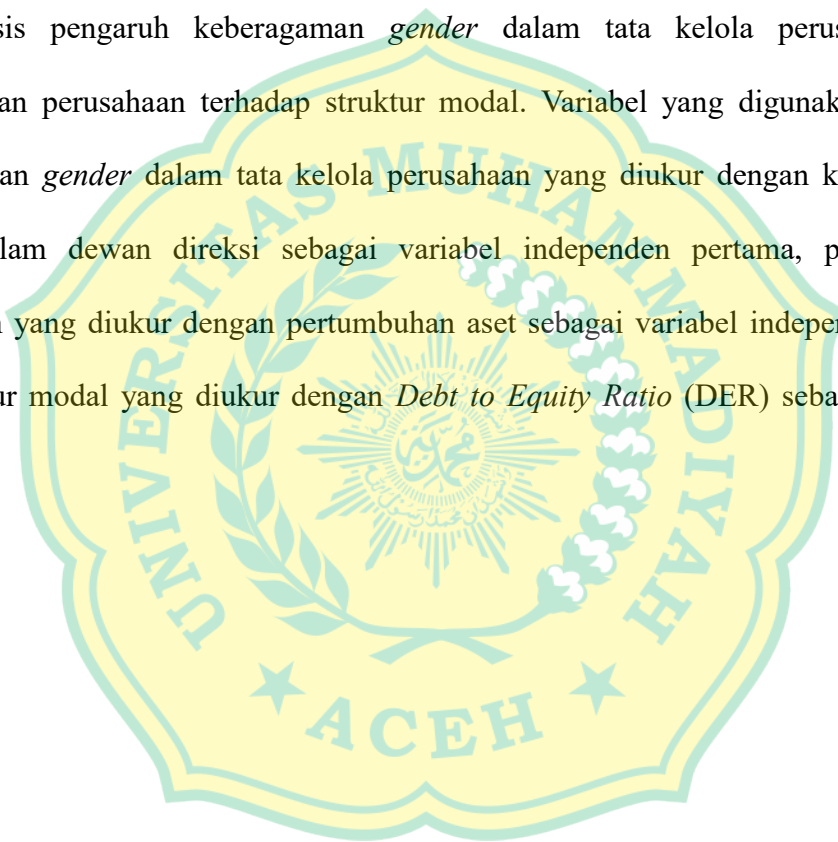 sis pengaruh keberagaman gender dalam tata kelola perus
an perusahaan terhadap struktur modal. Variabel yang digunak
an gender dalam tata kelola perusahaan yang diukur dengan k
lam dewan direksi sebagai variabel independen pertama, p
n yang diukur dengan pertumbuhan aset sebagai variabel indepen
ur modal yang diukur dengan Debt to Equity Ratio (DER) seba
UNIVERSITAS MUHAMMADIYAH
ACEH
محمد